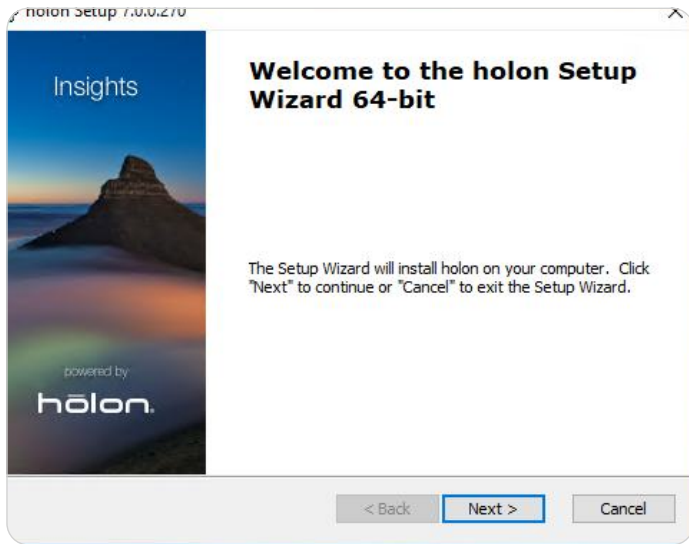 holon Setup 7.0.0.270
Insights
Welcome to the holon Setup
Wizard 64-bit
The Setup Wizard will install holon on your computer. Click
"Next" to continue or "Cancel" to exit the Setup Wizard.
powered by
hōlon.
< Back
Next >
Cancel